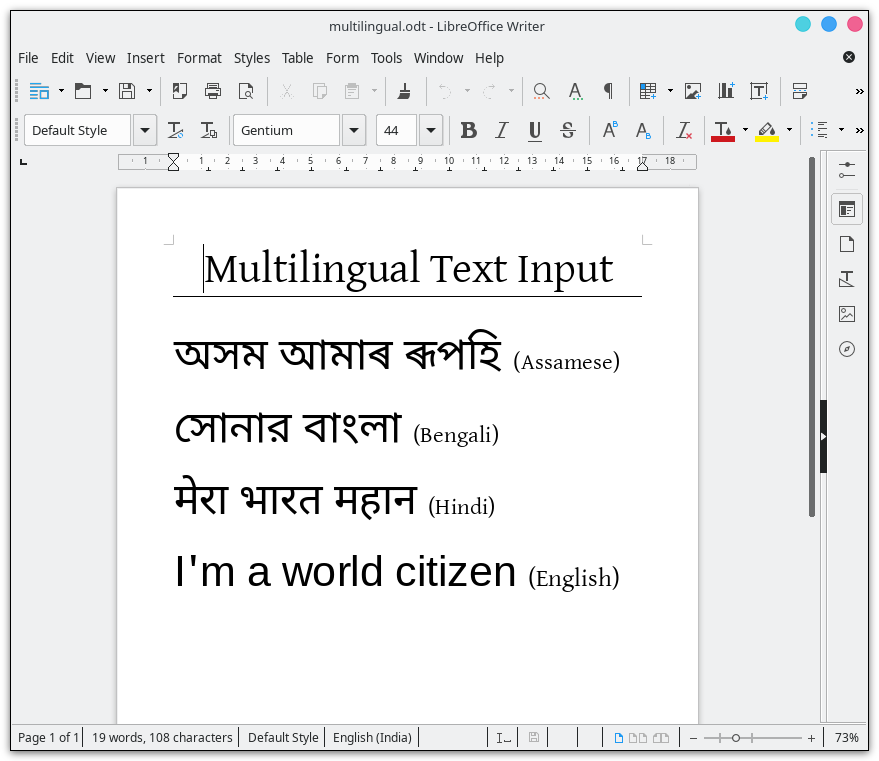 multilingual.odt - LibreOffice Writer
File Edit View Insert Format Styles Table Form Tools Window Help
Default Style Gentium 44
1 1 2 3 4 5 6 7 8 9 10 11 12 13 14 15 16 17 18
Multilingual Text Input
অসম আমাৰ ৰূপহি (Assamese)
সোনার বাংলা (Bengali)
मेरा भारत महान (Hindi)
I'm a world citizen (English)
Page 1 of 1 19 words, 108 characters Default Style English (India) 73%